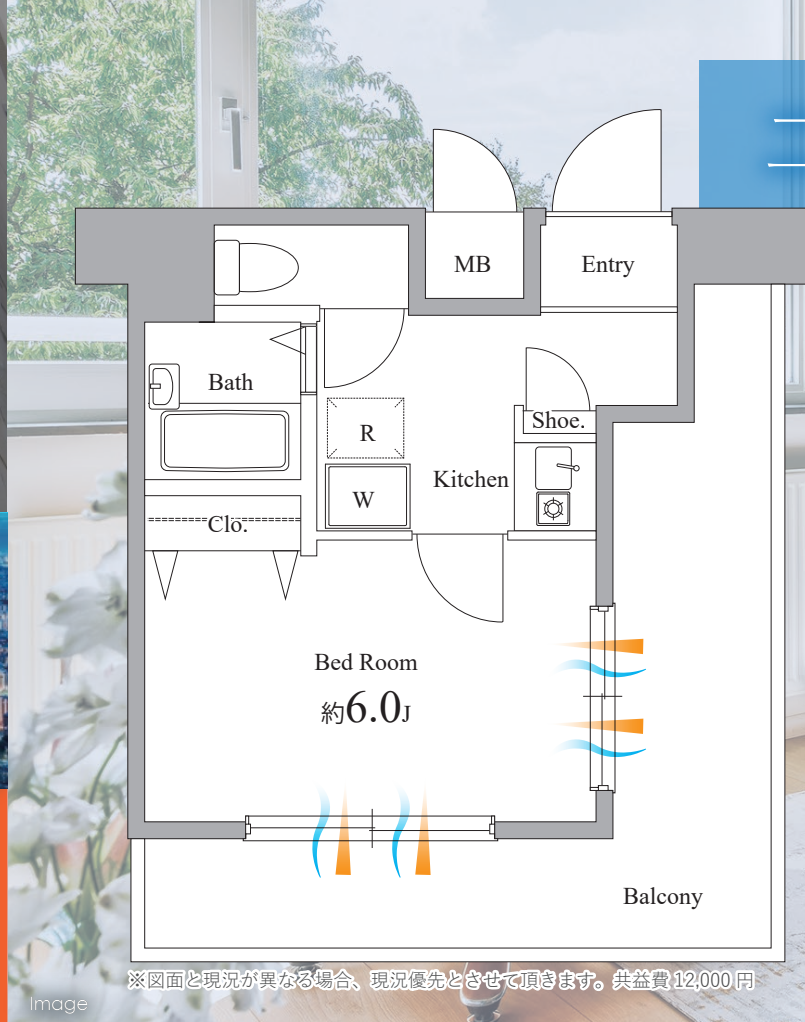 MB
Entry
Bath
Shoe.
R
Kitchen
W
Clo.
Bed Room
約6.0J
Balcony
※図面と現況が異なる場合、現況優先とさせて頂きます。共益費 12,000 円
Image